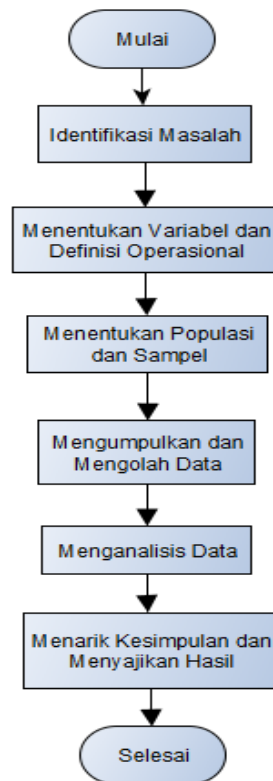 Mulai
Identifikasi Masalah
Menentukan Variabel dan
Definisi Operasional
Menentukan Populasi
dan Sampel
Mengumpulkan dan
Mengolah Data
Menganalisis Data
Menarik Kesimpulan dan
Menyajikan Hasil
Selesai